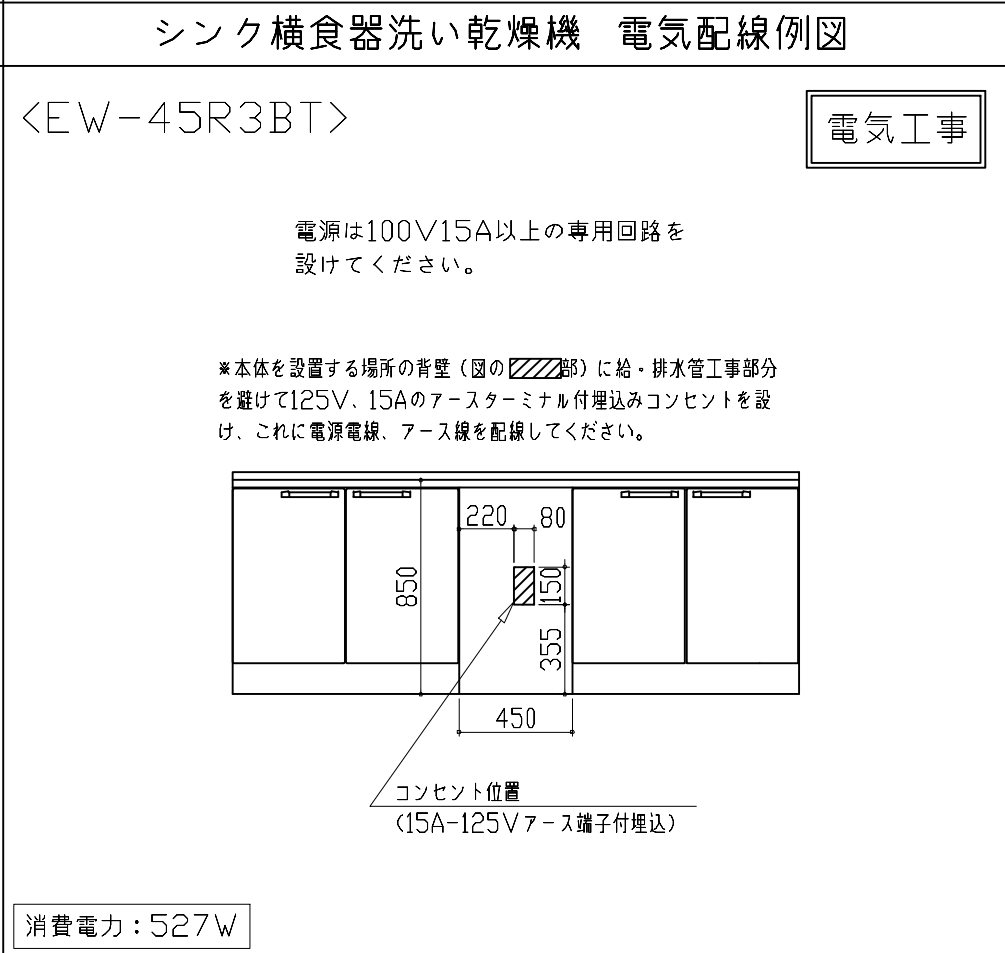 シンク横食器洗い乾燥機 電気配線例図
<EW-45R3BT>
電気工事
電源は100V15A以上の専用回路を
設けてください。
※本体を設置する場所の背壁(図の 部)に給・排水管工事部分
を避けて125V、15Aのアースターミナル付埋込みコンセントを設
け、これに電源電線、アース線を配線してください。
220
80
850
150
355
450
コンセント位置
(15A-125Vアース端子付埋込)
消費電力:527W